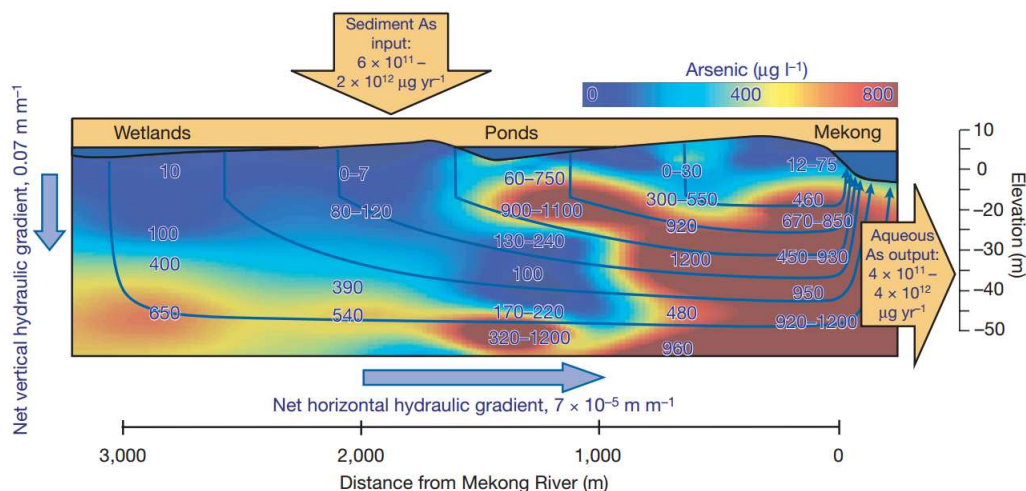 Sediment As
input:
6 × 10¹¹ –
2 × 10¹² µg yr⁻¹
Arsenic (µg l⁻¹)
0 400 800
Wetlands Ponds Mekong
10
0
–10
–20
–30
–40
–50
Elevation (m)
Net vertical hydraulic gradient, 0.07 m m⁻¹
10 0–7 60–750 0–30 12–75
80–120 900–1100 300–550 460
100 130–240 920 670–850
400 100 1200 450–930
390 950
650 540 170–220 480 920–1200
320–1200 960
Aqueous
As output:
4 × 10¹¹–
4 × 10¹²
µg yr⁻¹
Net horizontal hydraulic gradient, 7 × 10⁻⁵ m m⁻¹
3,000 2,000 1,000 0
Distance from Mekong River (m)